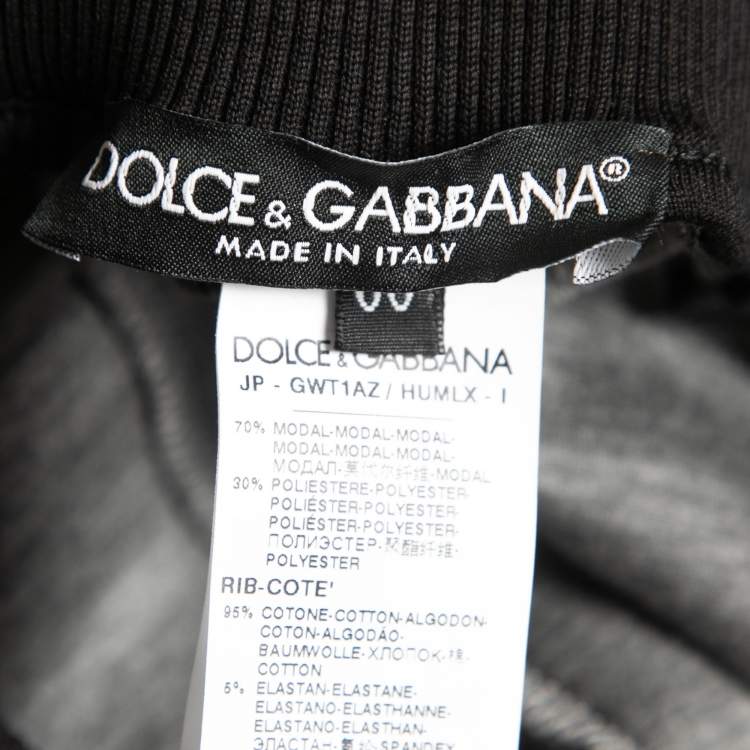 DOLCE & GABBANA®
MADE IN ITALY
DOLCE & GABBANA
JP - GWT1AZ / HUMLX - I
70% MODAL-MODAL-MODAL-
MODAL-MODAL-MODAL-
МОДАЛ-莫代尔纤维-MODAL
30% POLIESTERE-POLYESTER-
POLIÉSTER-POLYESTER-
POLIÉSTER-POLYESTER-
ПОЛИЭСТЕР-聚酯纤维-
POLYESTER
RIB-COTE'
95% COTONE-COTTON-ALGODON-
COTON-ALGODÃO-
BAUMWOLLE-ХЛОПОК-棉-
COTTON
5% ELASTAN-ELASTANE-
ELASTANO-ELASTHANNE-
ELASTANO-ELASTHAN-
ЭЛАСТАН-氨纶-SPANDEX